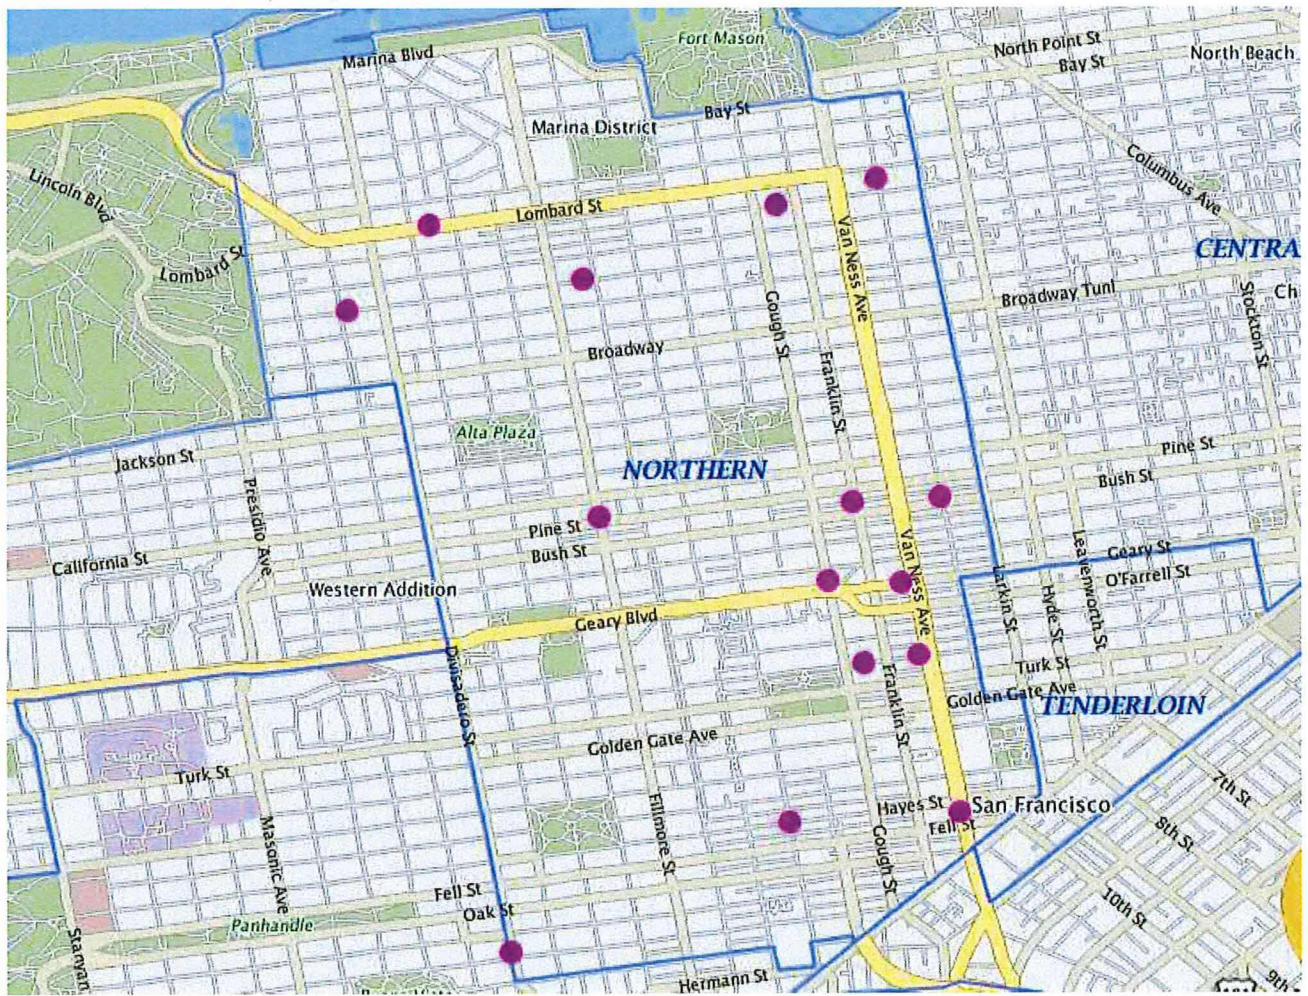 Fort Mason
North Point St
North Beach
Marina Blvd
Bay St
Bay St
Marina District
Columbus Ave
Lincoln Blvd
Lombard St
Van Ness Ave
CENTRA
Lombard St
Broadway Tunl
Stockton St
Ch
Gough St
Broadway
Franklin St
Alta Plaza
Jackson St
Pine St
NORTHERN
Bush St
Presidio Ave
Pine St
Bush St
Van Ness Ave
Leavenworth St
Geary St
California St
O'Farrell St
Western Addition
Larkin St
Hyde St
Geary Blvd
Divisadero St
Turk St
Franklin St
Golden Gate Ave
TENDERLOIN
Golden Gate Ave
Turk St
7th St
Fillmore St
Hayes St
San Francisco
Masonic Ave
Fell St
8th St
Gough St
Fell St
10th St
Oak St
Panhandle
Stanyan
Hermann St
9th St